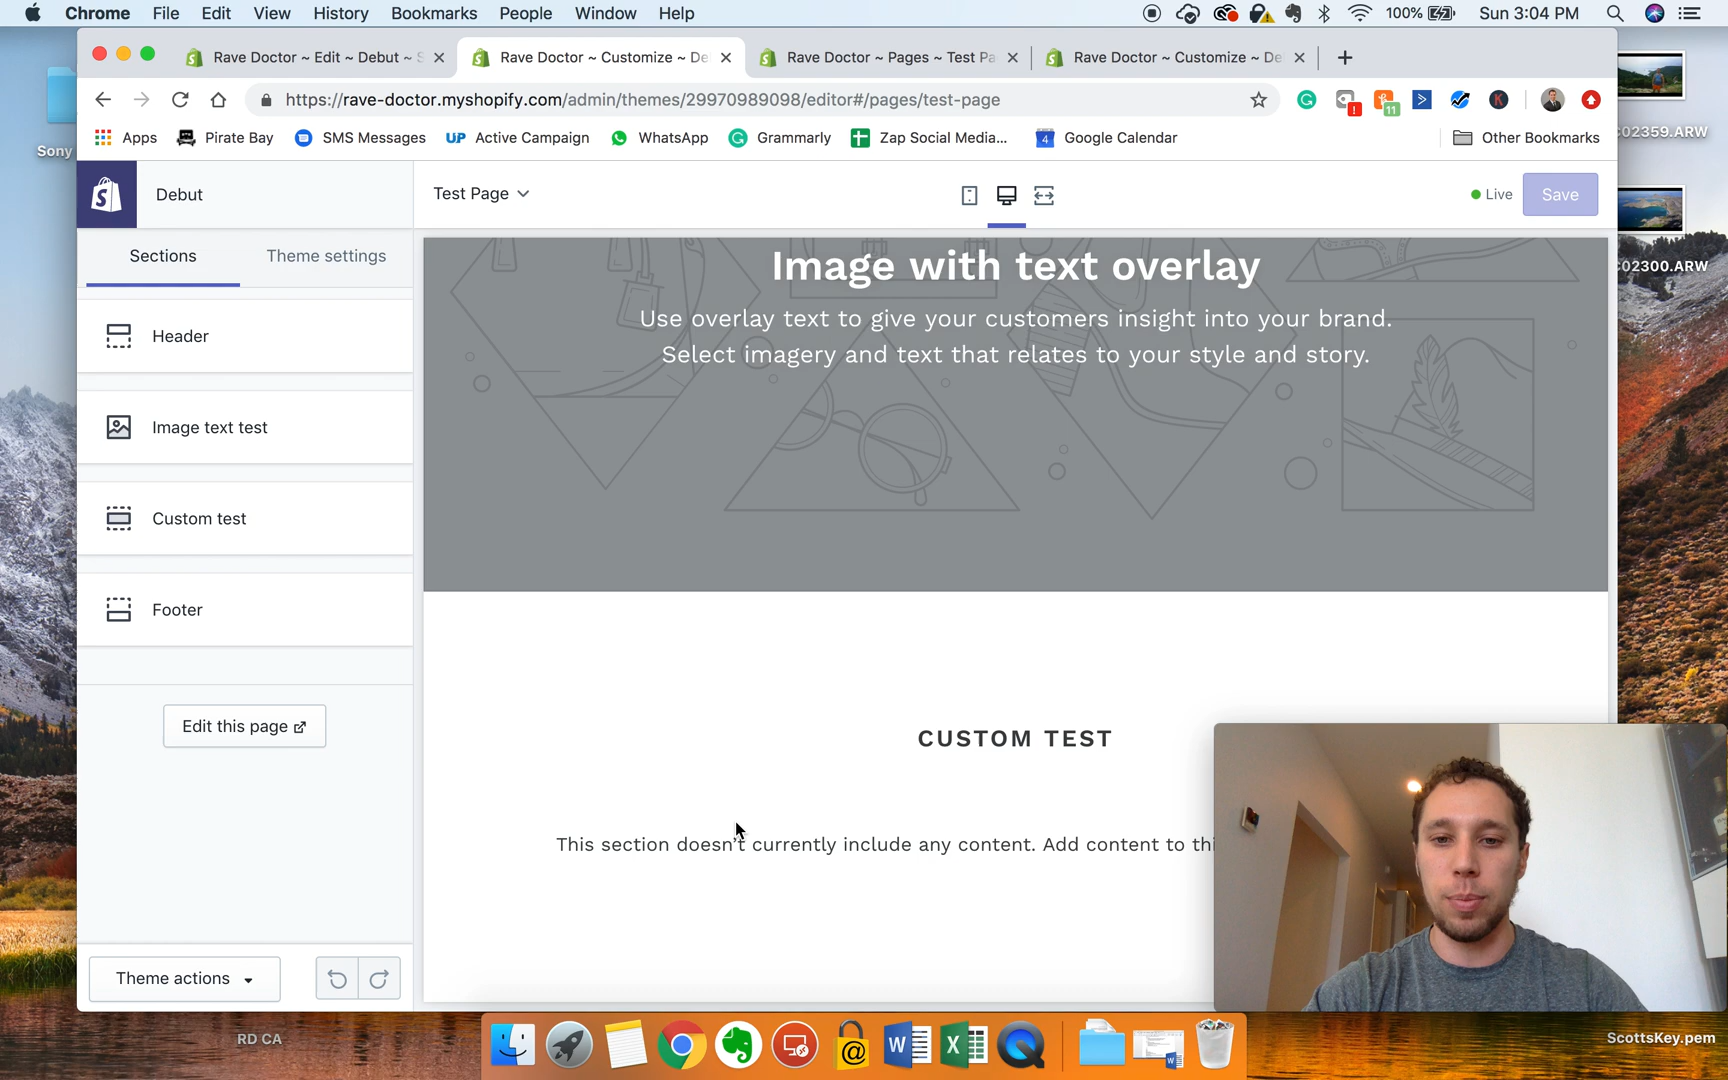 Chrome File Edit View History Bookmarks People Window Help 100% Sun 3:04 PM
Rave Doctor ~ Edit ~ Debut ~ S
Rave Doctor ~ Customize ~ De
Rave Doctor ~ Pages ~ Test Pa
Rave Doctor ~ Customize ~ De
https://rave-doctor.myshopify.com/admin/themes/29970989098/editor#/pages/test-page
11
Apps Pirate Bay SMS Messages UP Active Campaign WhatsApp Grammarly Zap Social Media... 4 Google Calendar Other Bookmarks
Sony
C02359.ARW
C02300.ARW
Debut
Test Page
Live
Save
Sections
Theme settings
Header
Image text test
Custom test
Footer
Edit this page
Theme actions
Image with text overlay
Use overlay text to give your customers insight into your brand.
Select imagery and text that relates to your style and story.
CUSTOM TEST
This section doesn't currently include any content. Add content to thi
RD CA
ScottsKey.pem